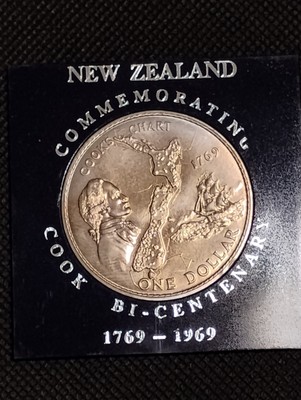 NEW ZEALAND
COMMEMORATING
COOK'S CHART 1769
ONE DOLLAR
COOK BI-CENTENARY
1769 – 1969